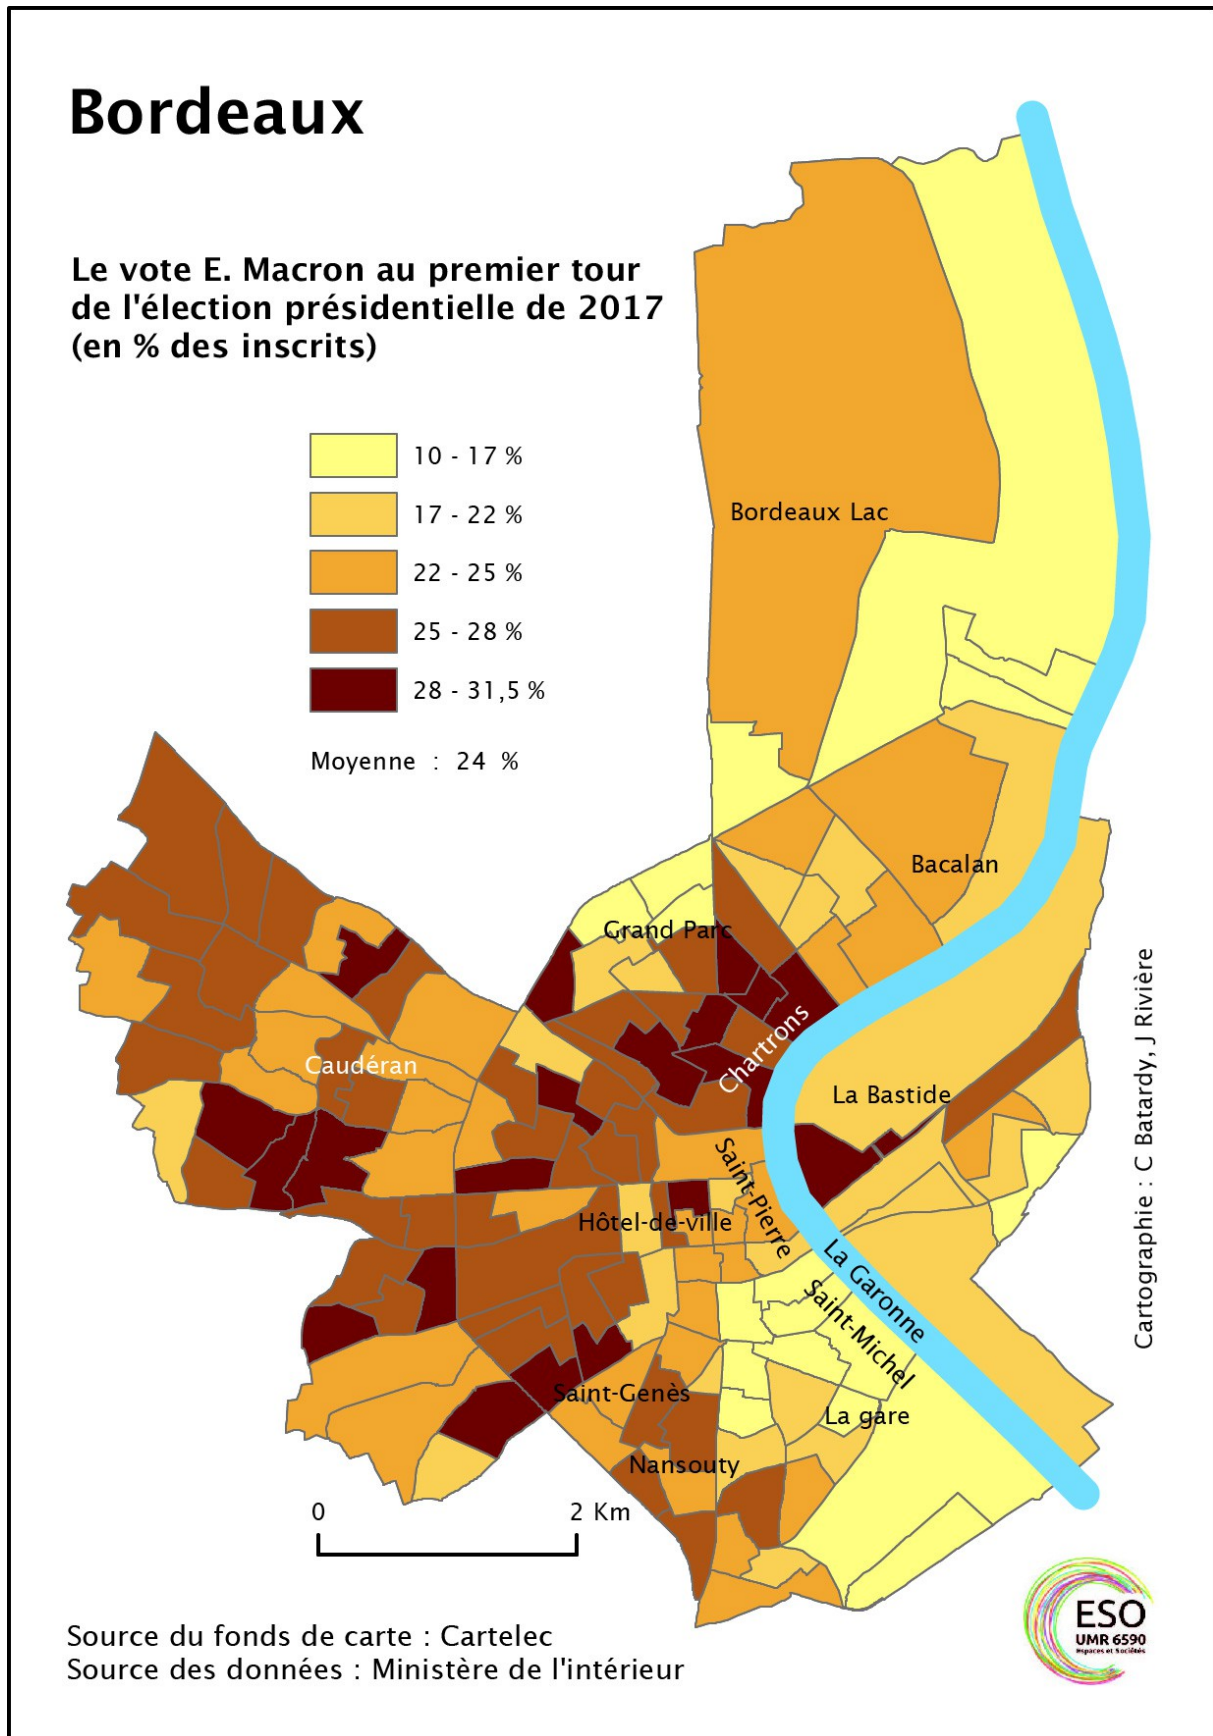 Bordeaux
Le vote E. Macron au premier tour
de l'élection présidentielle de 2017
(en % des inscrits)
10 - 17 %
17 - 22 %
22 - 25 %
25 - 28 %
28 - 31,5 %
Moyenne : 24 %
Bordeaux Lac
Bacalan
Grand Parc
Chartrons
Caudéran
La Bastide
Saint-Pierre
Hôtel-de-ville
La Garonne
Saint-Michel
Saint-Genès
La gare
Nansouty
Cartographie : C Batardy, J Rivière
0 2 Km
Source du fonds de carte : Cartelec
Source des données : Ministère de l'intérieur
ESO
UMR 6590
Espaces et Sociétés